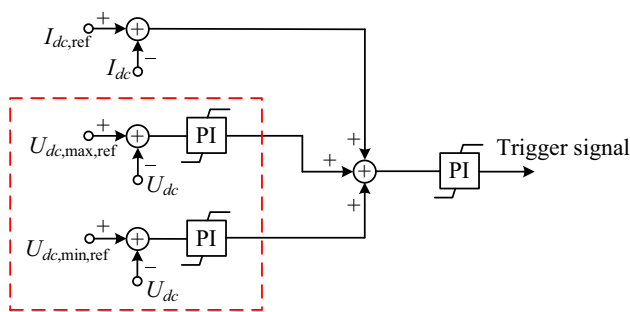 +
I_dc,ref
−
I_dc
+
U_dc,max,ref
PI
−
U_dc
+
+
+
PI
Trigger signal
+
U_dc,min,ref
PI
−
U_dc
+
+